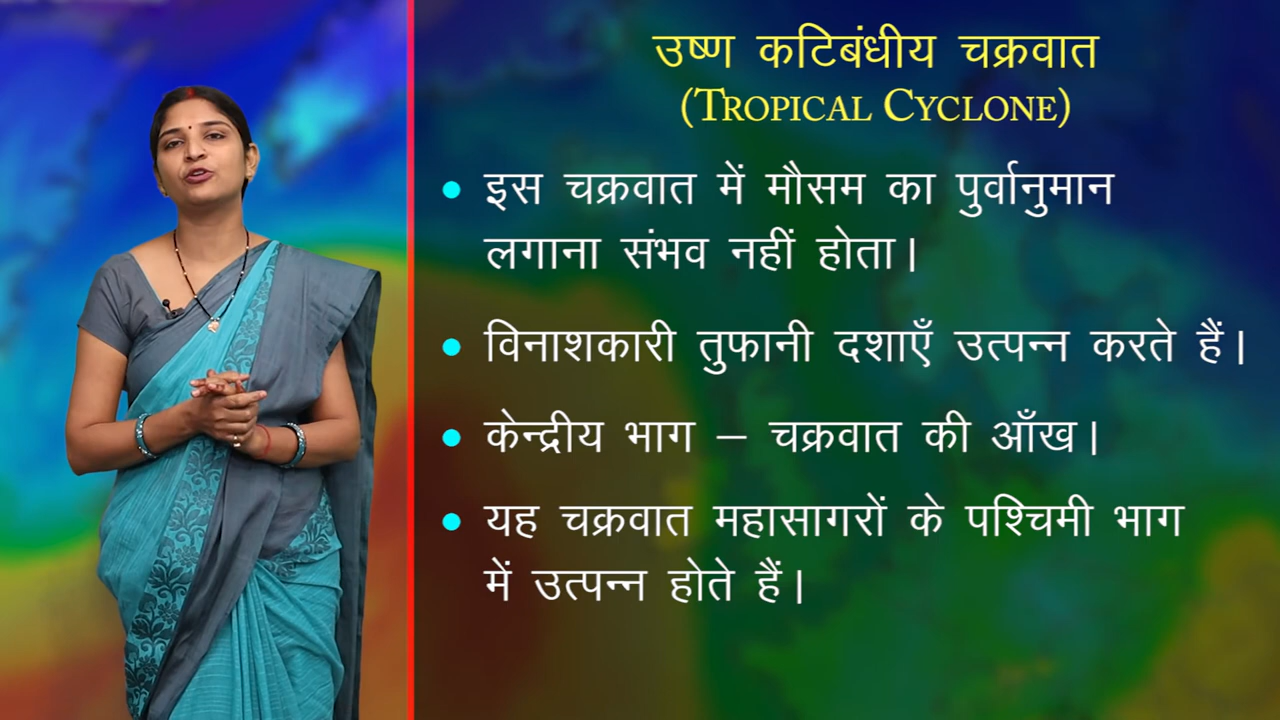 उष्ण कटिबंधीय चक्रवात
(TROPICAL CYCLONE)
• इस चक्रवात में मौसम का पुर्वानुमान
लगाना संभव नहीं होता।
• विनाशकारी तुफानी दशाएँ उत्पन्न करते हैं।
• केन्द्रीय भाग – चक्रवात की आँख।
• यह चक्रवात महासागरों के पश्चिमी भाग
में उत्पन्न होते हैं।